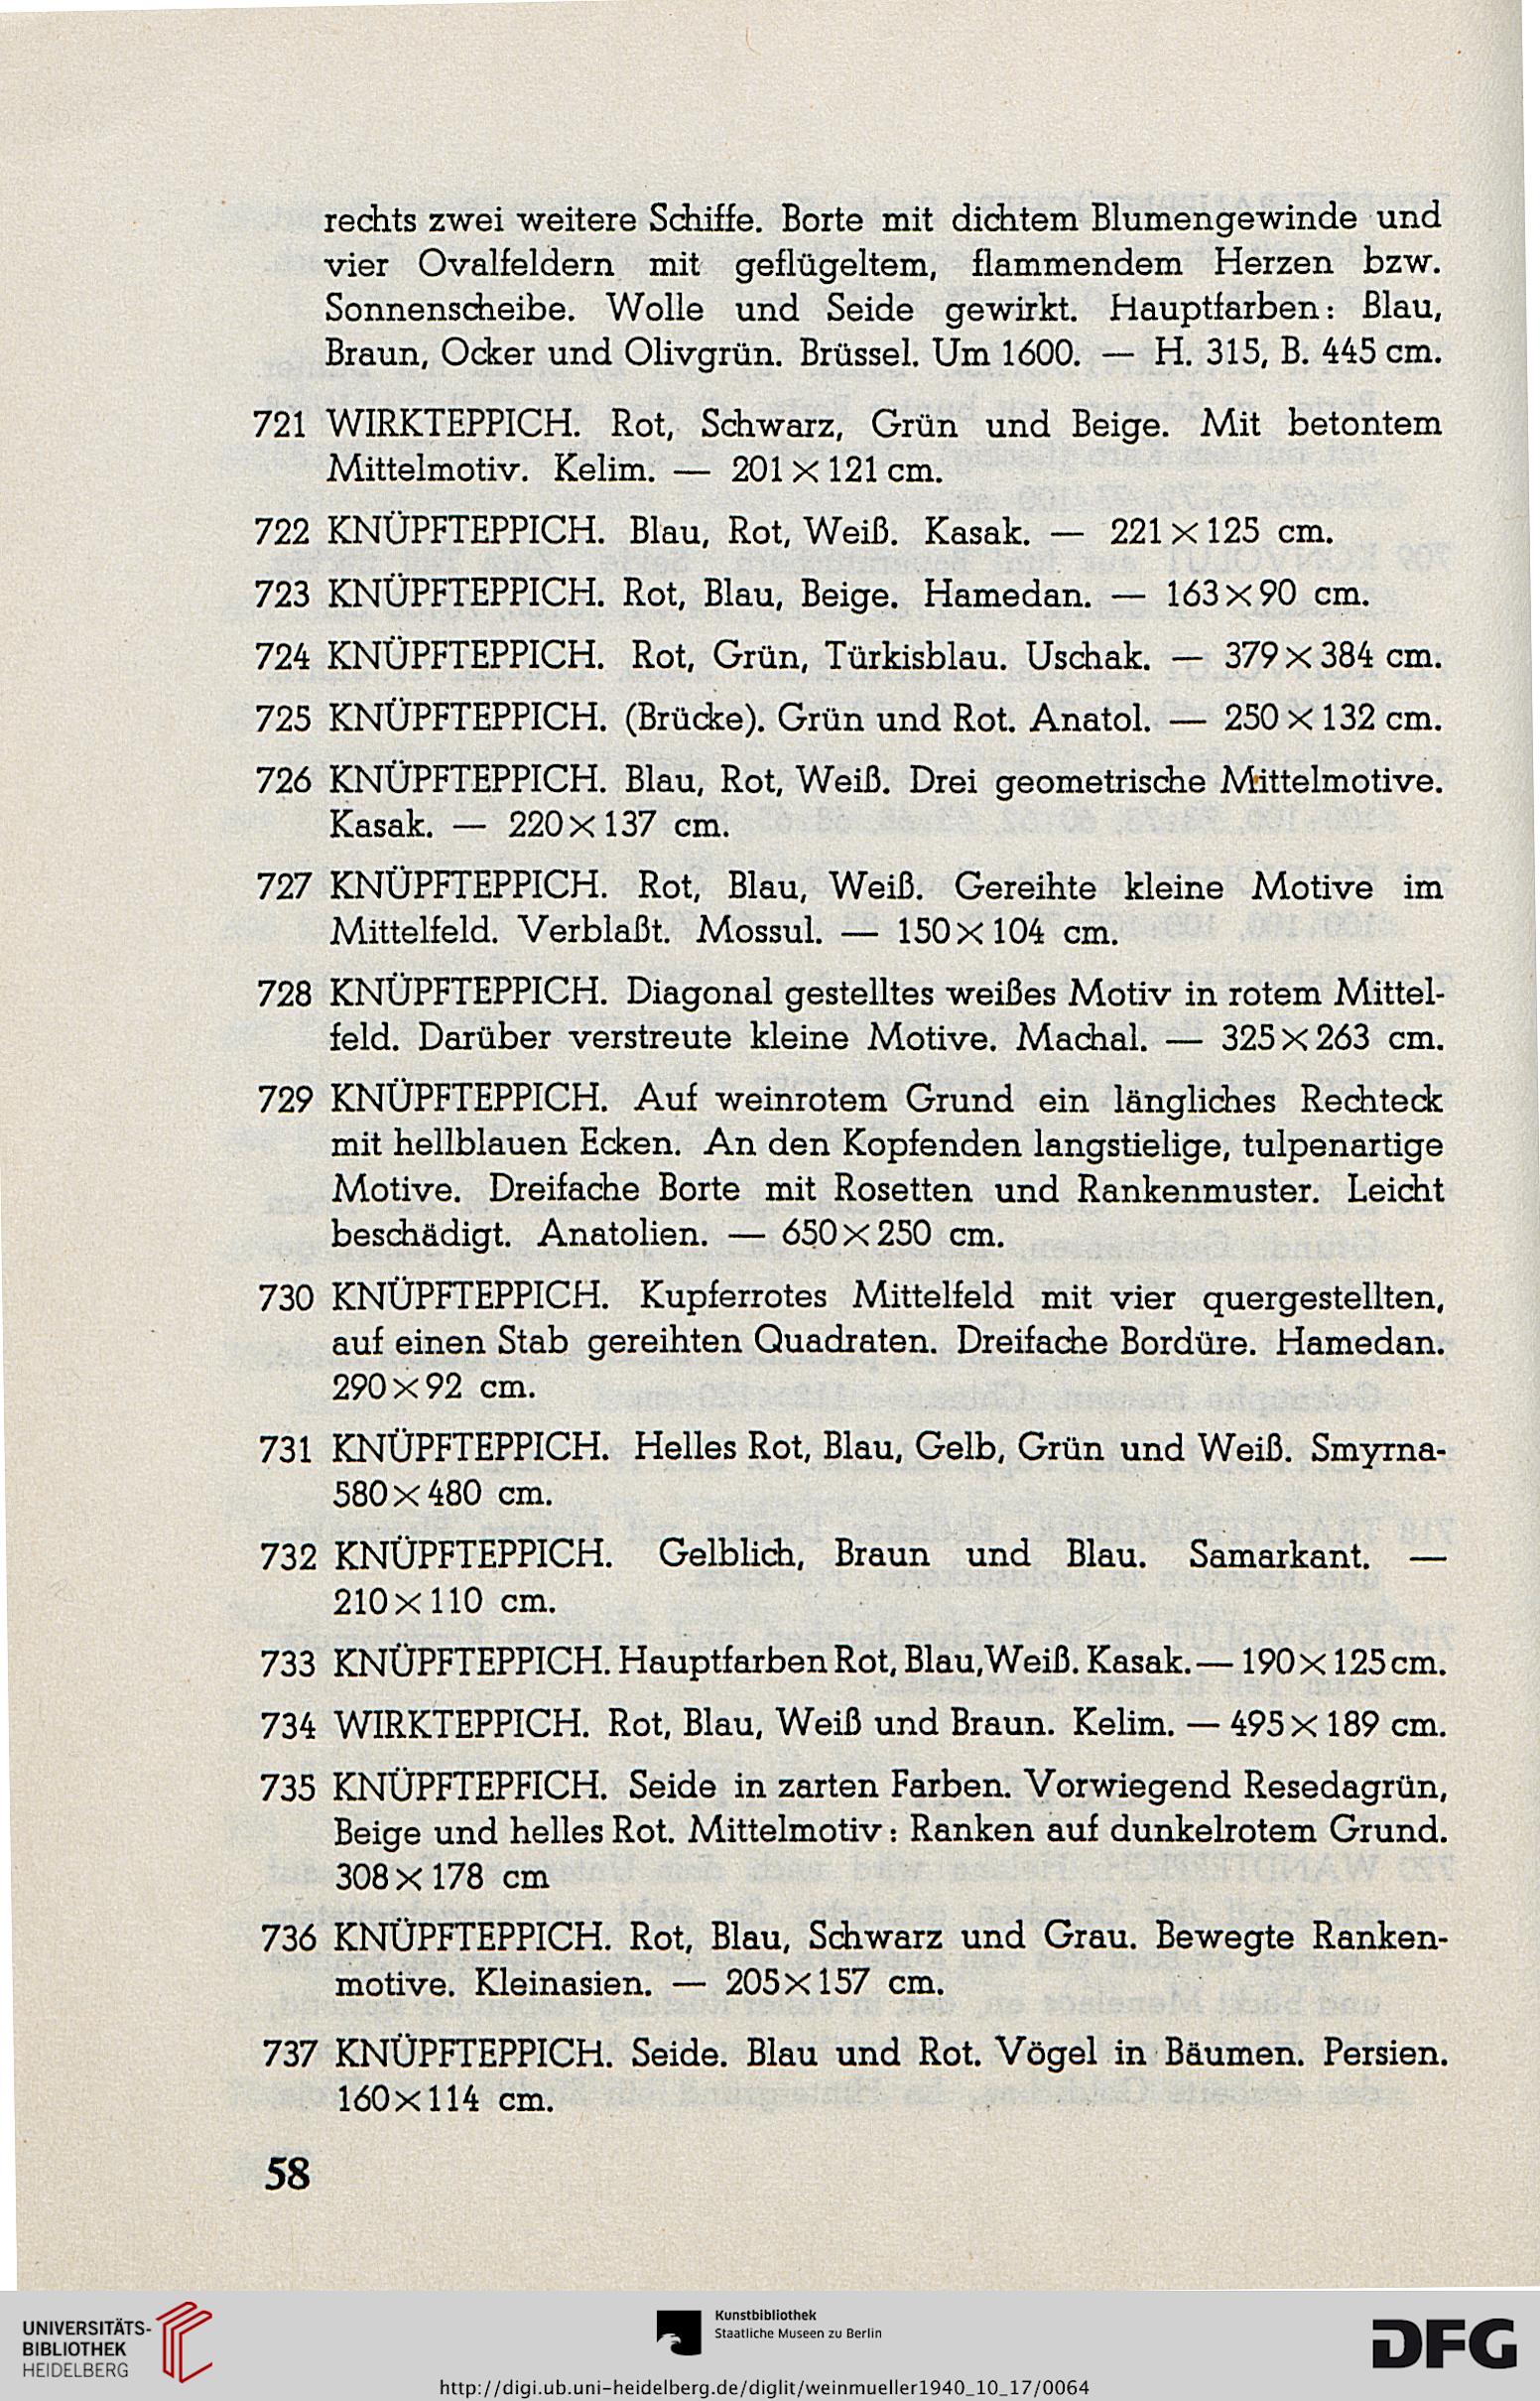 rechts zwei weitere Schiffe. Borte mit dichtem Blumengewinde und
vier Ovalfeldern mit geflügeltem, flammendem Herzen bzw.
Sonnenscheibe. Wolle und Seide gewirkt. Hauptfarben: Blau,
Braun, Ocker und Olivgrün. Brüssel. Um 1600. — H. 315, B. 445 cm.
721 WIRKTEPPICH. Rot, Schwarz, Grün und Beige. Mit betontem
Mittelmotiv. Kelim. — 201×121 cm.
722 KNÜPFTEPPICH. Blau, Rot, Weiß. Kasak. — 221×125 cm.
723 KNÜPFTEPPICH. Rot, Blau, Beige. Hamedan. — 163×90 cm.
724 KNÜPFTEPPICH. Rot, Grün, Türkisblau. Uschak. — 379×384 cm.
725 KNÜPFTEPPICH. (Brücke). Grün und Rot. Anatol. — 250×132 cm.
726 KNÜPFTEPPICH. Blau, Rot, Weiß. Drei geometrische Mittelmotive.
Kasak. — 220×137 cm.
727 KNÜPFTEPPICH. Rot, Blau, Weiß. Gereihte kleine Motive im
Mittelfeld. Verblaßt. Mossul. — 150×104 cm.
728 KNÜPFTEPPICH. Diagonal gestelltes weißes Motiv in rotem Mittel-
feld. Darüber verstreute kleine Motive. Machal. — 325×263 cm.
729 KNÜPFTEPPICH. Auf weinrotem Grund ein längliches Rechteck
mit hellblauen Ecken. An den Kopfenden langstielige, tulpenartige
Motive. Dreifache Borte mit Rosetten und Rankenmuster. Leicht
beschädigt. Anatolien. — 650×250 cm.
730 KNÜPFTEPPICH. Kupferrotes Mittelfeld mit vier quergestellten,
auf einen Stab gereihten Quadraten. Dreifache Bordüre. Hamedan.
290×92 cm.
731 KNÜPFTEPPICH. Helles Rot, Blau, Gelb, Grün und Weiß. Smyrna-
580×480 cm.
732 KNÜPFTEPPICH. Gelblich, Braun und Blau. Samarkant. —
210×110 cm.
733 KNÜPFTEPPICH. Hauptfarben Rot, Blau, Weiß. Kasak. — 190×125 cm.
734 WIRKTEPPICH. Rot, Blau, Weiß und Braun. Kelim. — 495×189 cm.
735 KNÜPFTEPFICH. Seide in zarten Farben. Vorwiegend Resedagrün,
Beige und helles Rot. Mittelmotiv: Ranken auf dunkelrotem Grund.
308×178 cm
736 KNÜPFTEPPICH. Rot, Blau, Schwarz und Grau. Bewegte Ranken-
motive. Kleinasien. — 205×157 cm.
737 KNÜPFTEPPICH. Seide. Blau und Rot. Vögel in Bäumen. Persien.
160×114 cm.
58
UNIVERSITÄTS-
BIBLIOTHEK
HEIDELBERG
Kunstbibliothek
Staatliche Museen zu Berlin
DFG
http://digi.ub.uni-heidelberg.de/diglit/weinmueller1940_10_17/0064